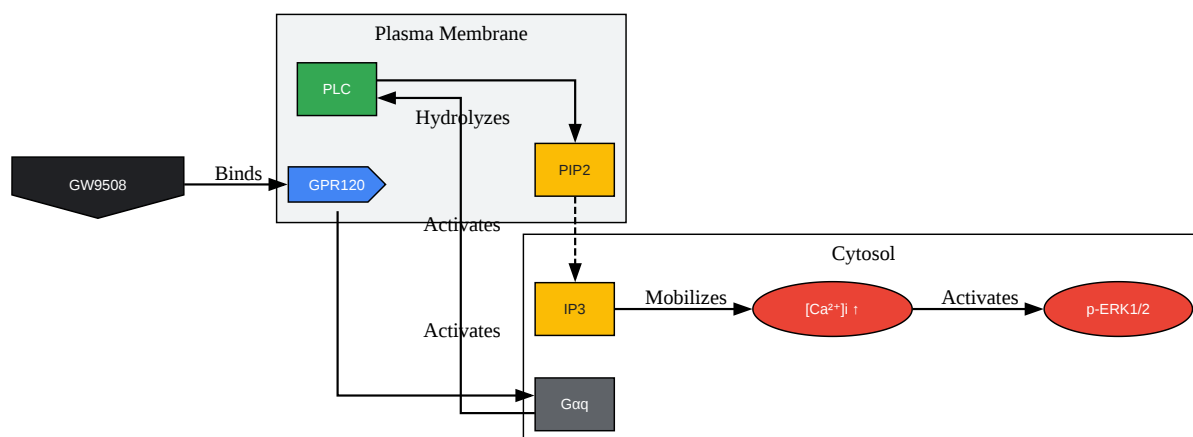 Plasma Membrane
PLC
Hydrolyzes
PIP2
GW9508
Binds
GPR120
Activates
Cytosol
IP3
Mobilizes
[Ca²⁺]i ↑
Activates
p-ERK1/2
Activates
Gαq